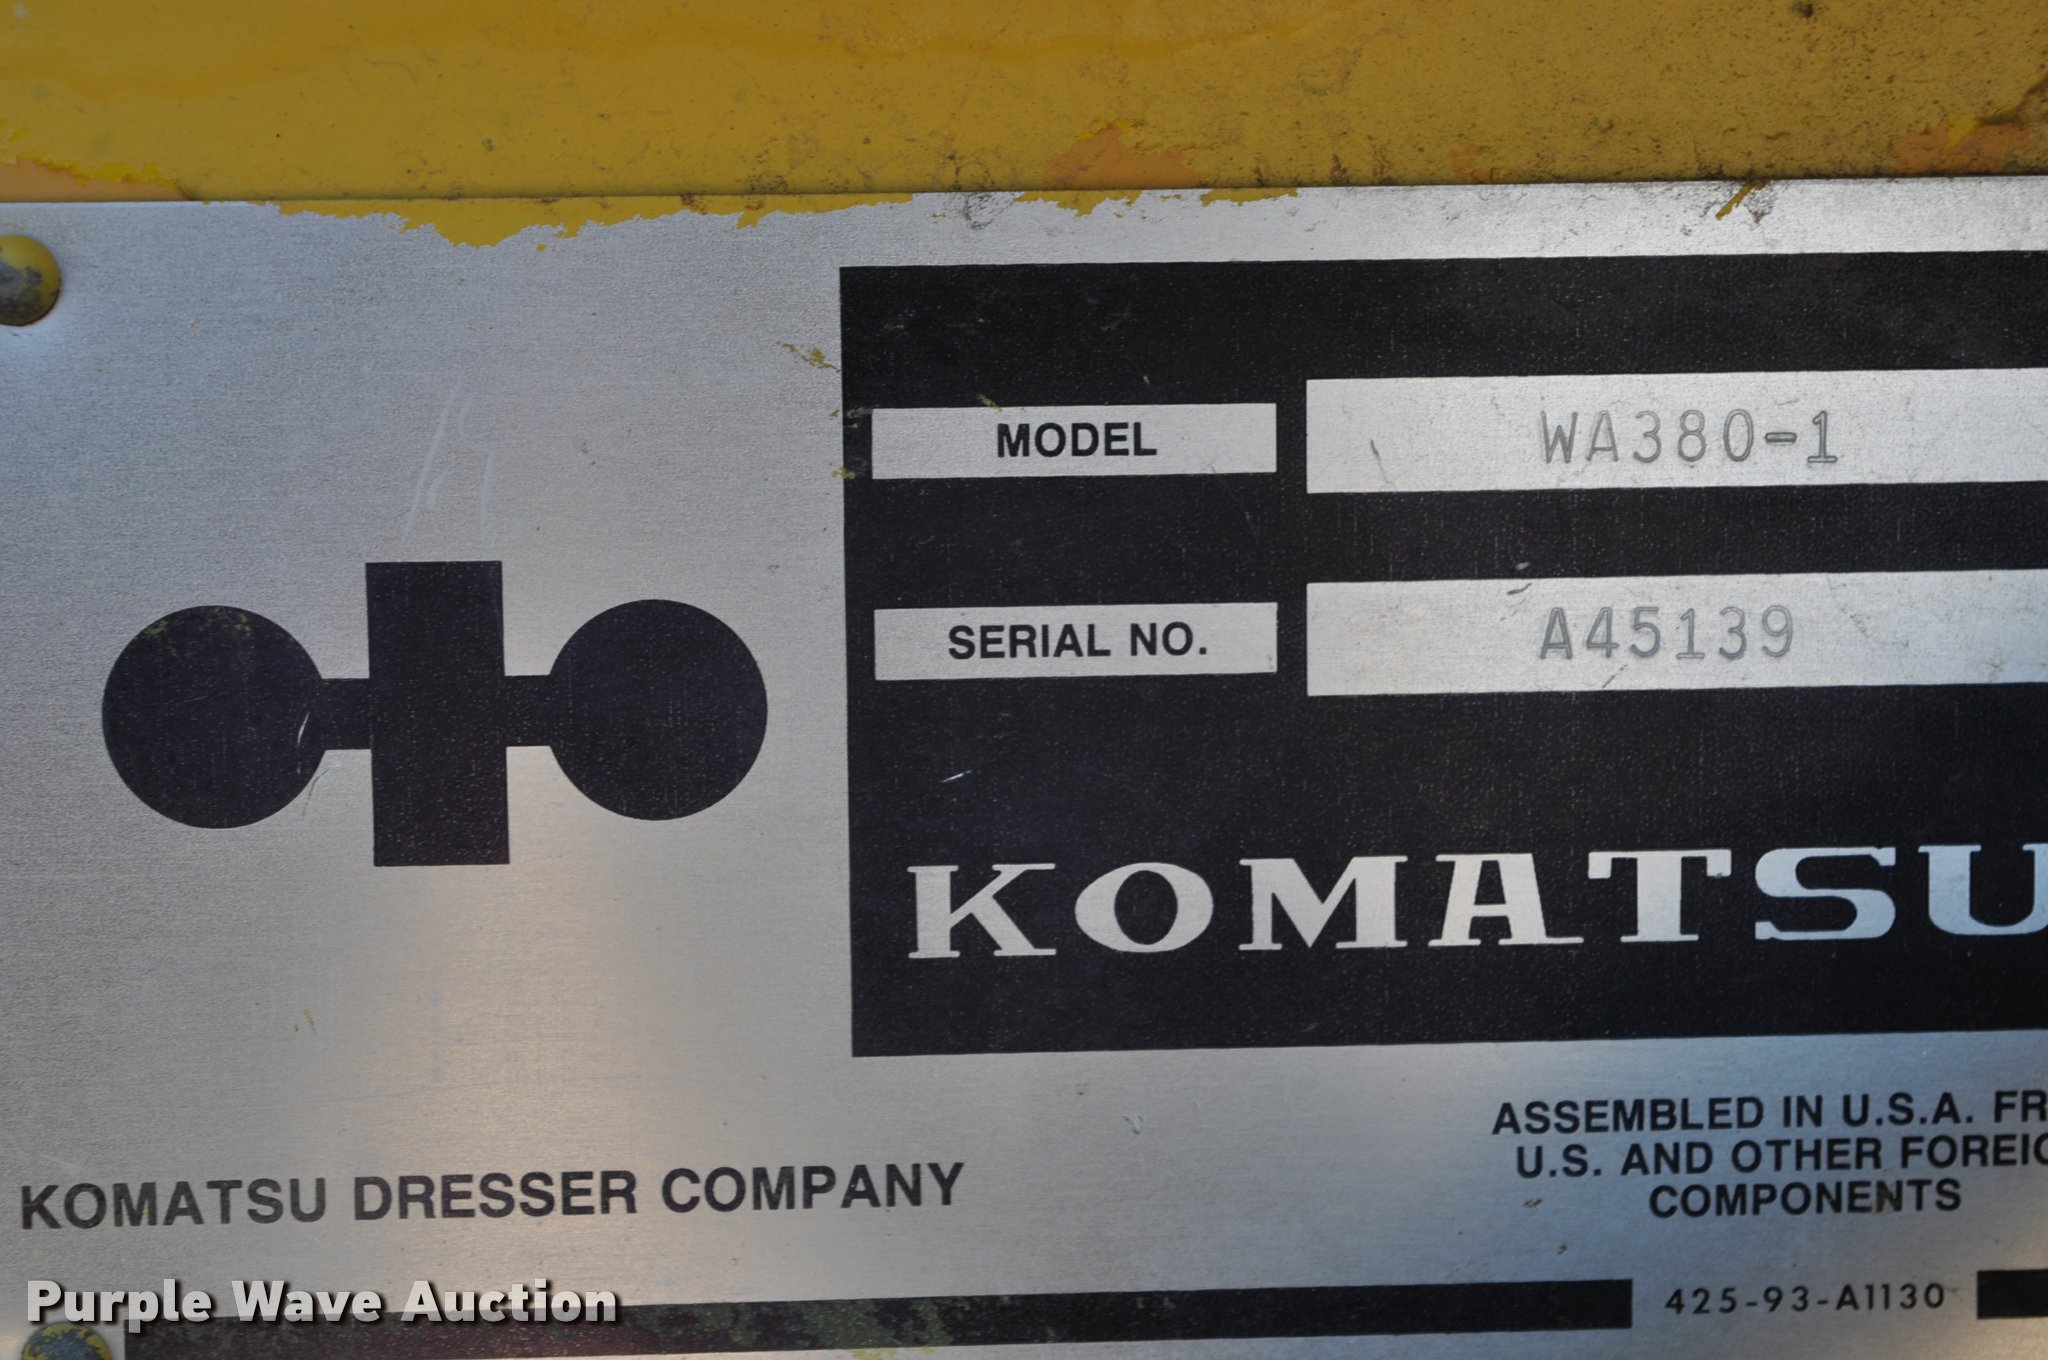 MODEL WA380-1
SERIAL NO. A45139
KOMATSU
ASSEMBLED IN U.S.A. FR
U.S. AND OTHER FOREIG
COMPONENTS
KOMATSU DRESSER COMPANY
425-93-A1130
Purple Wave Auction